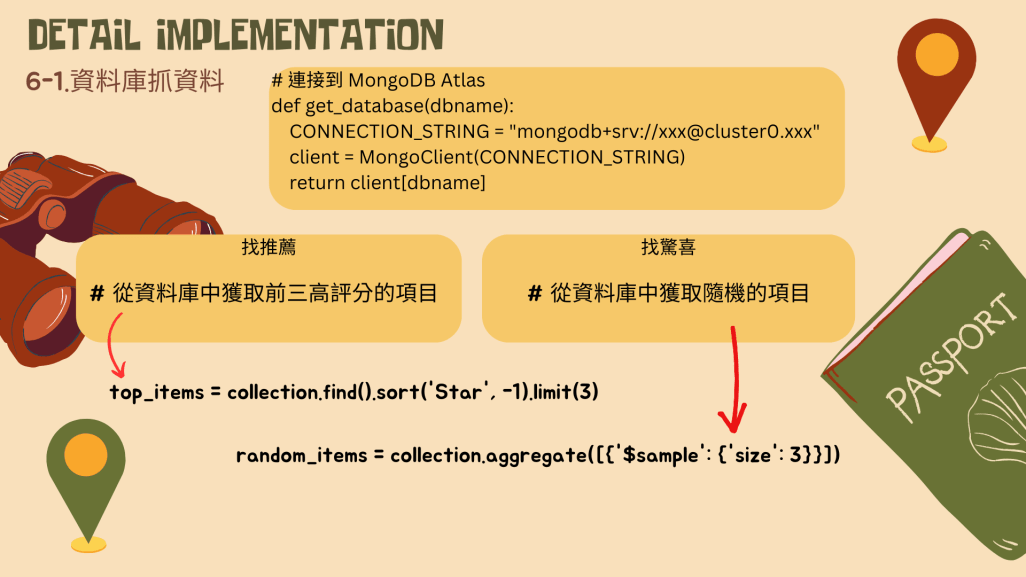 DETAIL IMPLEMENTATION
6-1.資料庫抓資料
# 連接到 MongoDB Atlas
def get_database(dbname):
    CONNECTION_STRING = "mongodb+srv://xxx@cluster0.xxx"
    client = MongoClient(CONNECTION_STRING)
    return client[dbname]
找推薦
# 從資料庫中獲取前三高評分的項目
找驚喜
# 從資料庫中獲取隨機的項目
top_items = collection.find().sort('Star', -1).limit(3)
random_items = collection.aggregate([{'$sample': {'size': 3}}])
PASSPORT